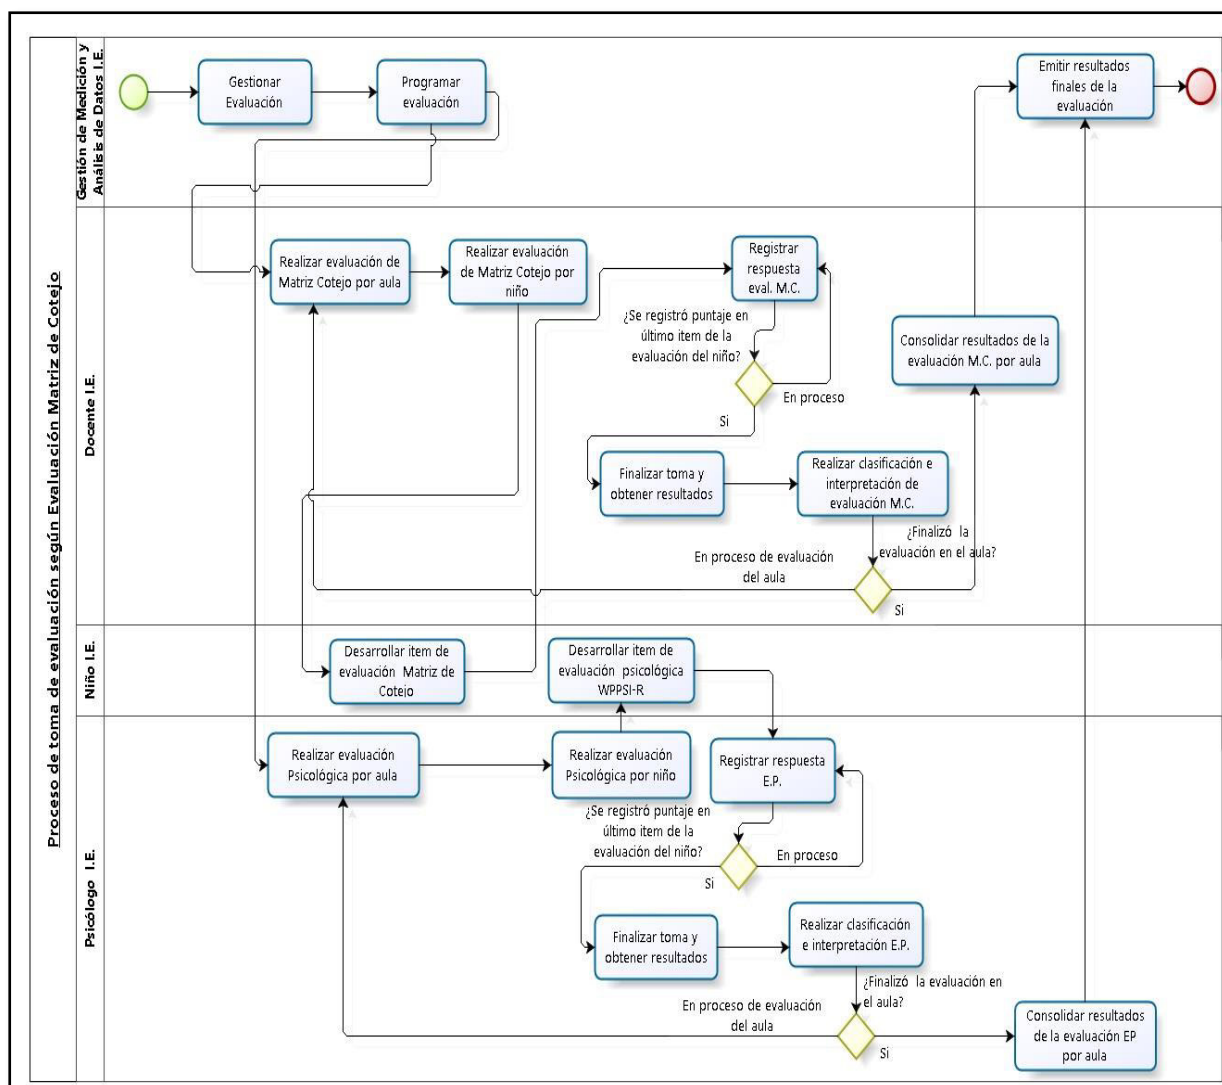 Proceso de toma de evaluación según Evaluación Matriz de Cotejo
Gestión de Medición y
Análisis de Datos I.E.
Gestionar
Evaluación
Programar
evaluación
Emitir resultados
finales de la
evaluación
Docente I.E.
Realizar evaluación de
Matriz Cotejo por aula
Realizar evaluación
de Matriz Cotejo por
niño
Registrar
respuesta
eval. M.C.
¿Se registró puntaje en
último item de la
evaluación del niño?
En proceso
Si
Consolidar resultados de la
evaluación M.C. por aula
Finalizar toma y
obtener resultados
Realizar clasificación e
interpretación de
evaluación M.C.
¿Finalizó la
evaluación en el aula?
En proceso de evaluación
del aula
Si
Niño I.E.
Desarrollar item de
evaluación Matriz de
Cotejo
Desarrollar item de
evaluación psicológica
WPPSI-R
Psicólogo I.E.
Realizar evaluación
Psicológica por aula
Realizar evaluación
Psicológica por niño
Registrar respuesta
E.P.
¿Se registró puntaje en
último item de la
evaluación del niño?
En proceso
Si
Finalizar toma y
obtener resultados
Realizar clasificación
e interpretación E.P.
¿Finalizó la evaluación en
el aula?
En proceso de evaluación
del aula
Si
Consolidar resultados
de la evaluación EP
por aula